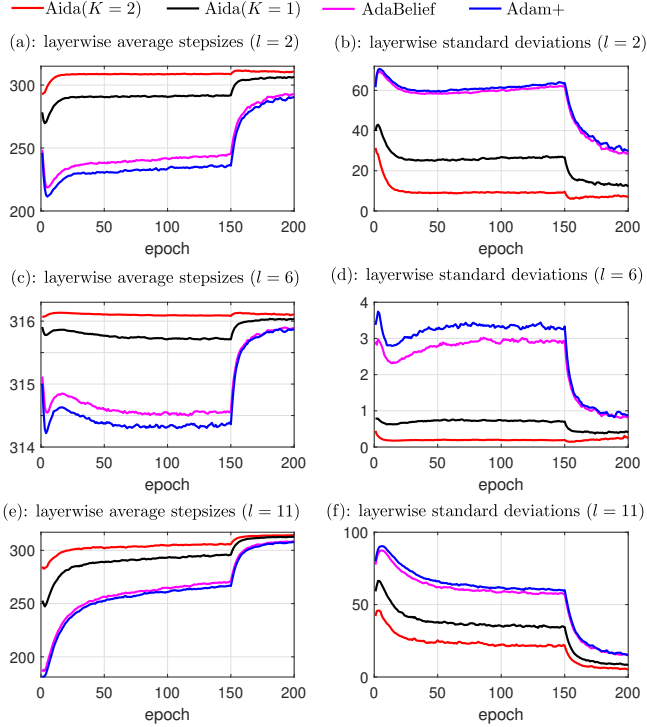 Aida(K = 2) Aida(K = 1) AdaBelief Adam+
(a): layerwise average stepsizes (l = 2)
300
250
200
0 50 100 150 200
epoch
(b): layerwise standard deviations (l = 2)
60
40
20
0
0 50 100 150 200
epoch
(c): layerwise average stepsizes (l = 6)
316
315
314
0 50 100 150 200
epoch
(d): layerwise standard deviations (l = 6)
4
3
2
1
0
0 50 100 150 200
epoch
(e): layerwise average stepsizes (l = 11)
300
250
200
0 50 100 150 200
epoch
(f): layerwise standard deviations (l = 11)
100
50
0
0 50 100 150 200
epoch